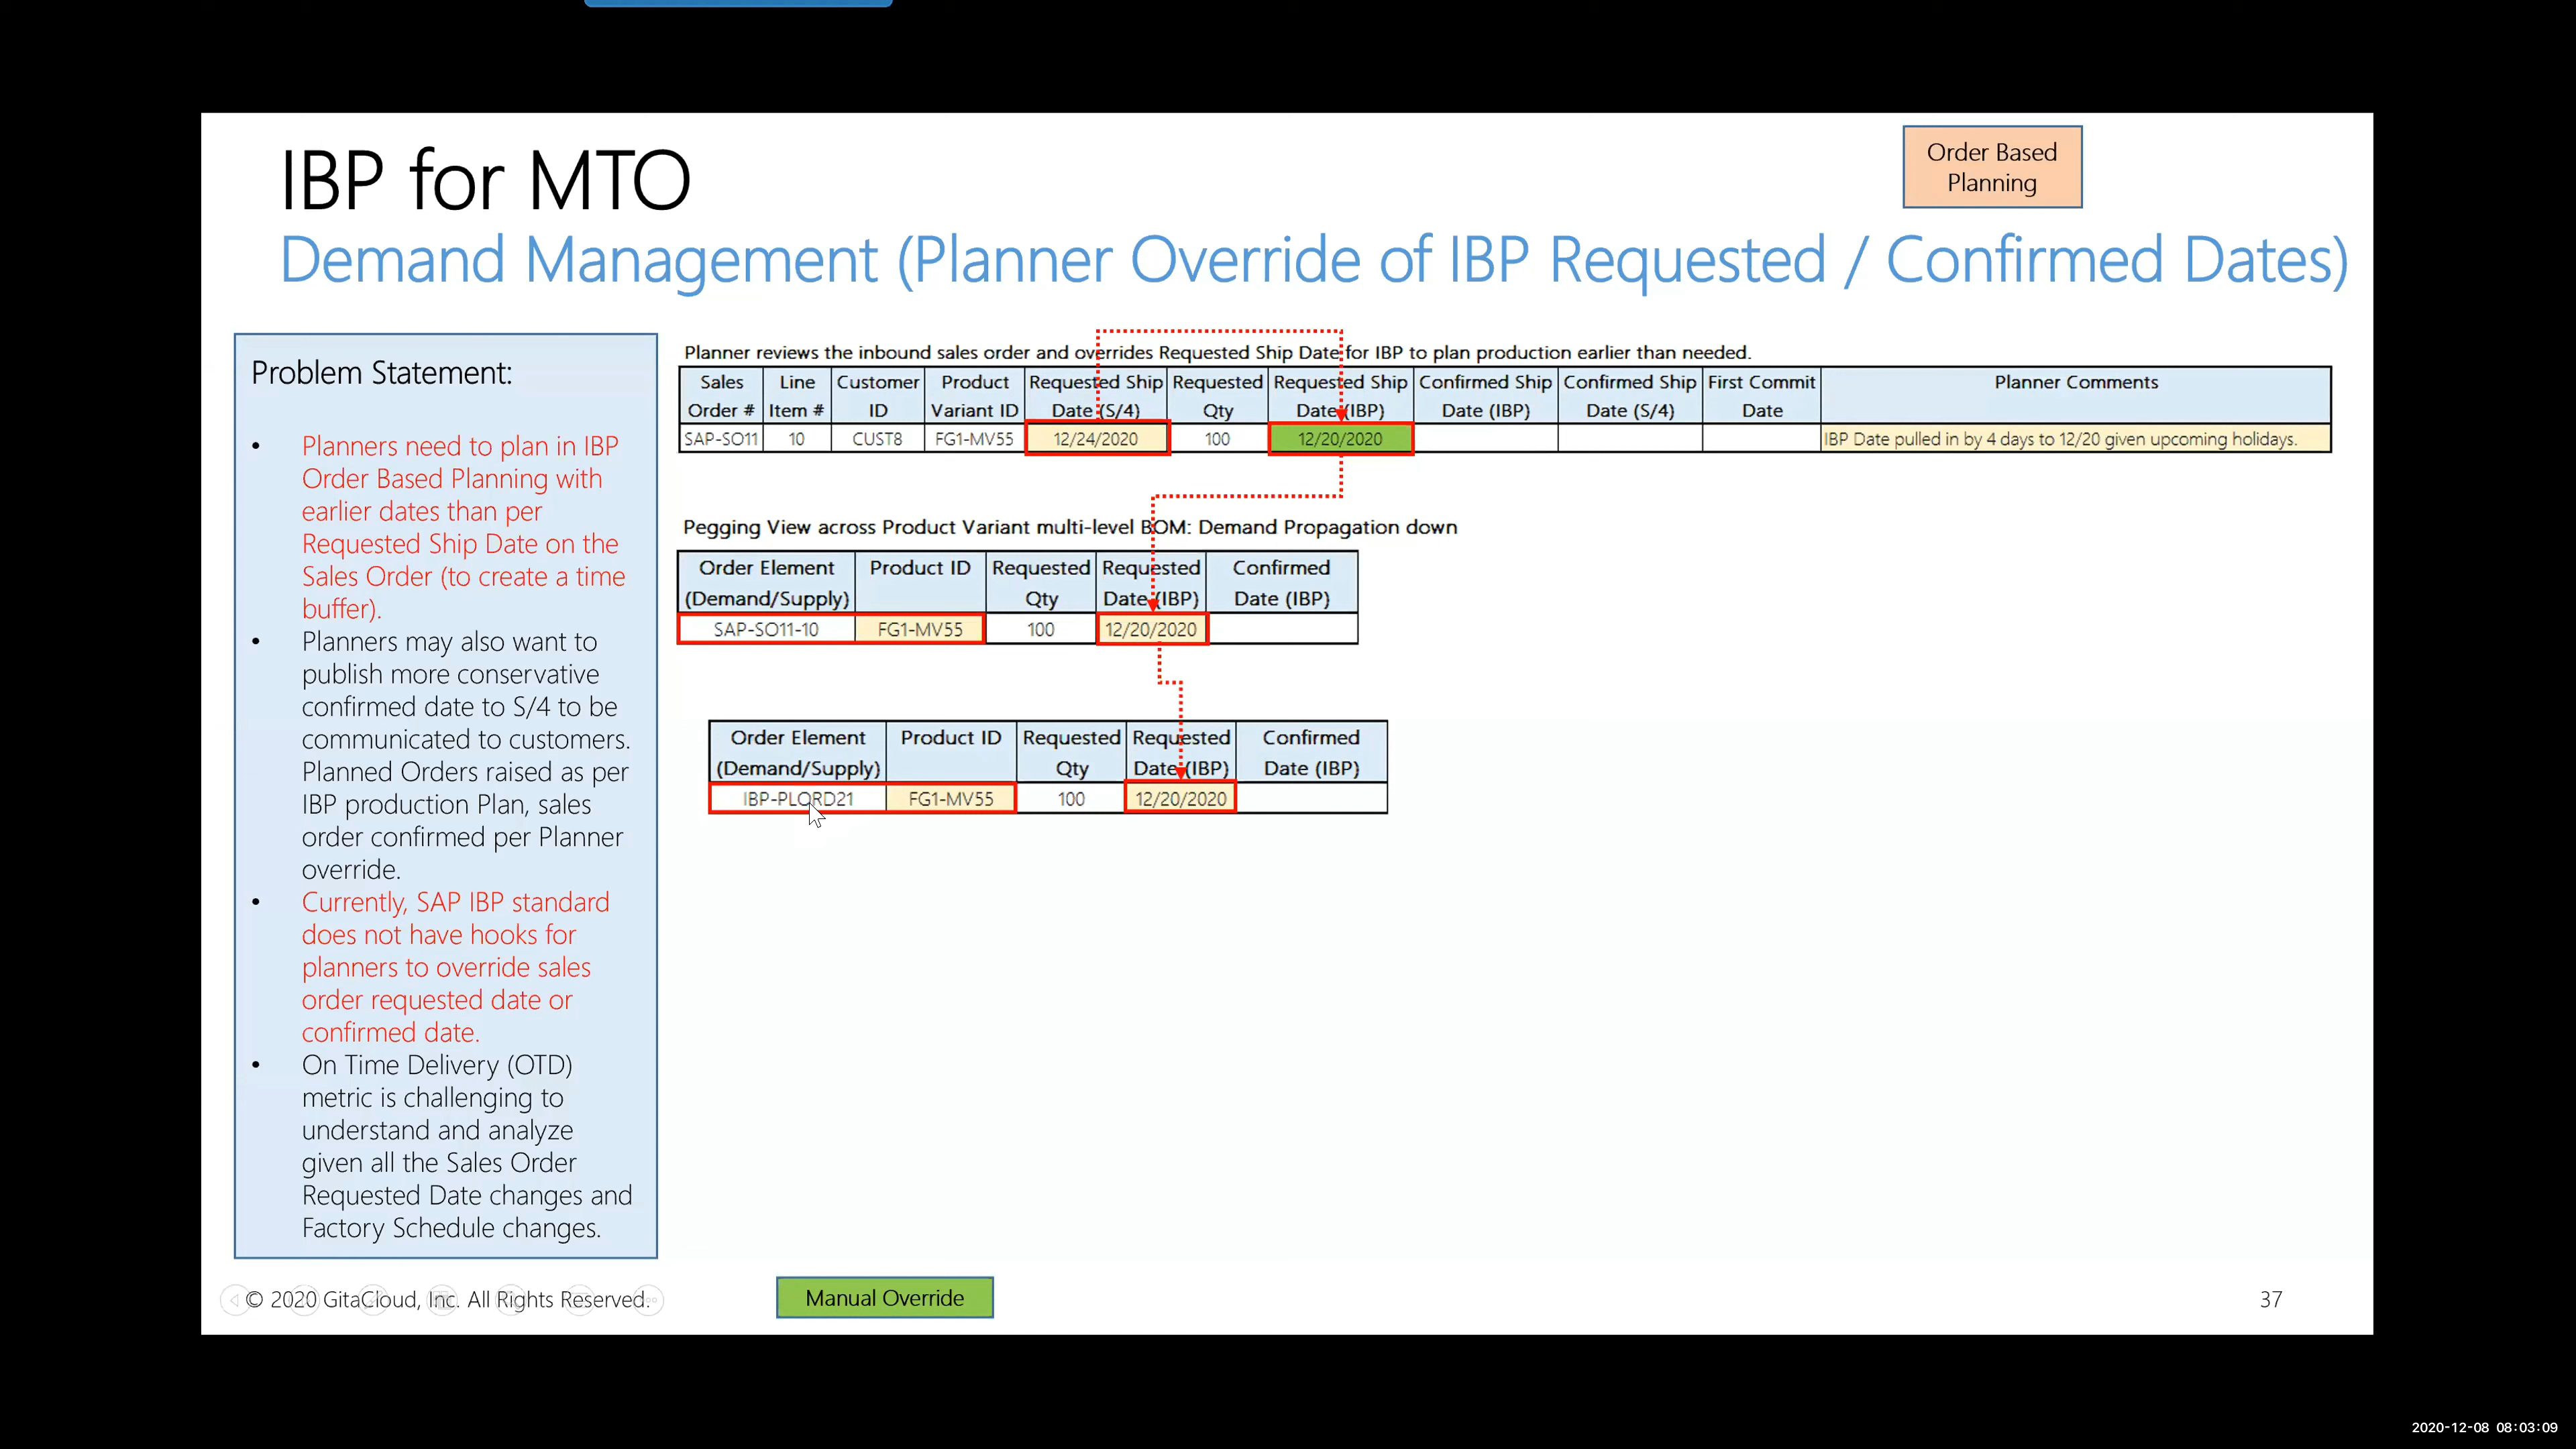 IBP for MTO
Order Based
Planning
Demand Management (Planner Override of IBP Requested / Confirmed Dates)
Problem Statement:
• Planners need to plan in IBP
Order Based Planning with
earlier dates than per
Requested Ship Date on the
Sales Order (to create a time
buffer).
• Planners may also want to
publish more conservative
confirmed date to S/4 to be
communicated to customers.
Planned Orders raised as per
IBP production Plan, sales
order confirmed per Planner
override.
• Currently, SAP IBP standard
does not have hooks for
planners to override sales
order requested date or
confirmed date.
• On Time Delivery (OTD)
metric is challenging to
understand and analyze
given all the Sales Order
Requested Date changes and
Factory Schedule changes.
Planner reviews the inbound sales order and overrides Requested Ship Date for IBP to plan production earlier than needed.
Sales Line Customer Product Requested Ship Requested Requested Ship Confirmed Ship Confirmed Ship First Commit Planner Comments
Order # Item # ID Variant ID Date (S/4) Qty Date (IBP) Date (IBP) Date (S/4) Date
SAP-SO11 10 CUST8 FG1-MV55 12/24/2020 100 12/20/2020 IBP Date pulled in by 4 days to 12/20 given upcoming holidays.
Pegging View across Product Variant multi-level BOM: Demand Propagation down
Order Element Product ID Requested Requested Confirmed
(Demand/Supply) Qty Date (IBP) Date (IBP)
SAP-SO11-10 FG1-MV55 100 12/20/2020
Order Element Product ID Requested Requested Confirmed
(Demand/Supply) Qty Date (IBP) Date (IBP)
IBP-PLORD21 FG1-MV55 100 12/20/2020
© 2020 GitaCloud, Inc. All Rights Reserved.
Manual Override
37
2020-12-08 08:03:09